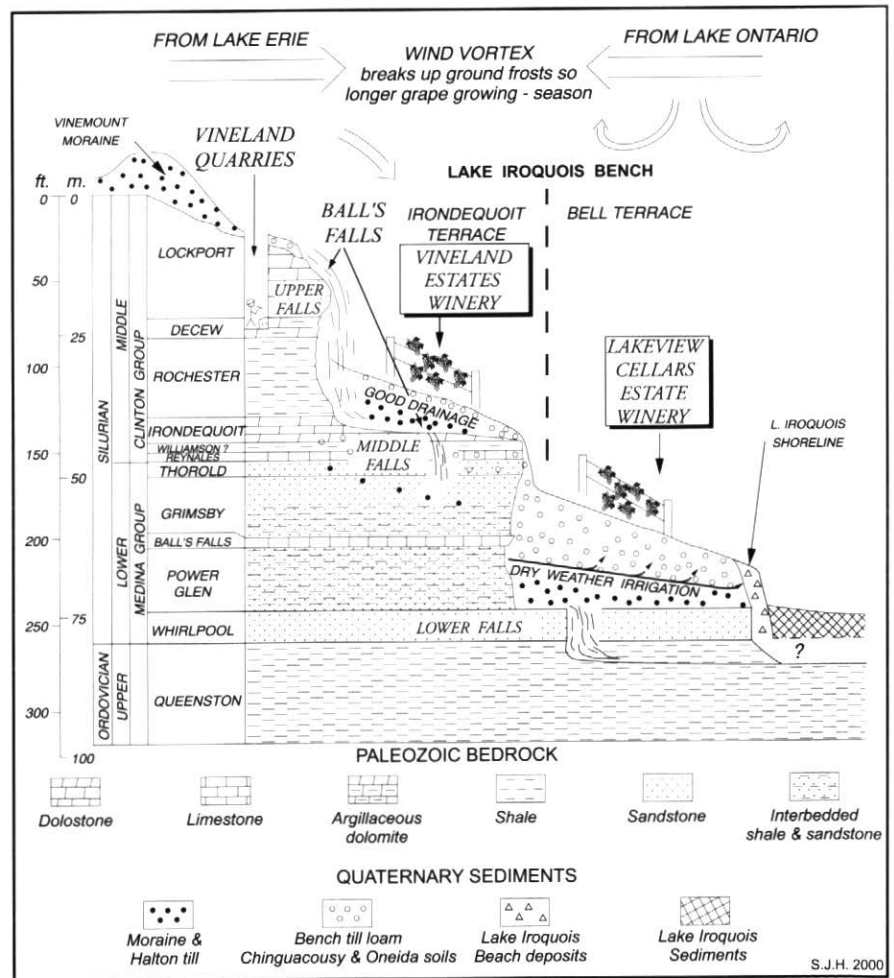 FROM LAKE ERIE
WIND VORTEX
breaks up ground frosts so
longer grape growing - season
FROM LAKE ONTARIO
VINEMOUNT
MORAINE
VINELAND
QUARRIES
LAKE IROQUOIS BENCH
BALL'S
FALLS
IRONDEQUOIT
TERRACE
BELL TERRACE
VINELAND
ESTATES
WINERY
LAKEVIEW
CELLARS
ESTATE
WINERY
L. IROQUOIS
SHORELINE
ft. m.
0 0
50
25
100
150
50
200
75
250
300
100
SILURIAN
MIDDLE
CLINTON GROUP
LOWER
MEDINA GROUP
ORDOVICIAN
UPPER
LOCKPORT
DECEW
ROCHESTER
IRONDEQUOIT
WILLIAMSON ?
REYNALES
THOROLD
GRIMSBY
BALL'S FALLS
POWER
GLEN
WHIRLPOOL
QUEENSTON
UPPER
FALLS
GOOD DRAINAGE
MIDDLE
FALLS
DRY WEATHER IRRIGATION
LOWER FALLS
?
PALEOZOIC BEDROCK
Dolostone
Limestone
Argillaceous
dolomite
Shale
Sandstone
Interbedded
shale & sandstone
QUATERNARY SEDIMENTS
Moraine &
Halton till
Bench till loam
Chinguacousy & Oneida soils
Lake Iroquois
Beach deposits
Lake Iroquois
Sediments
S.J.H. 2000